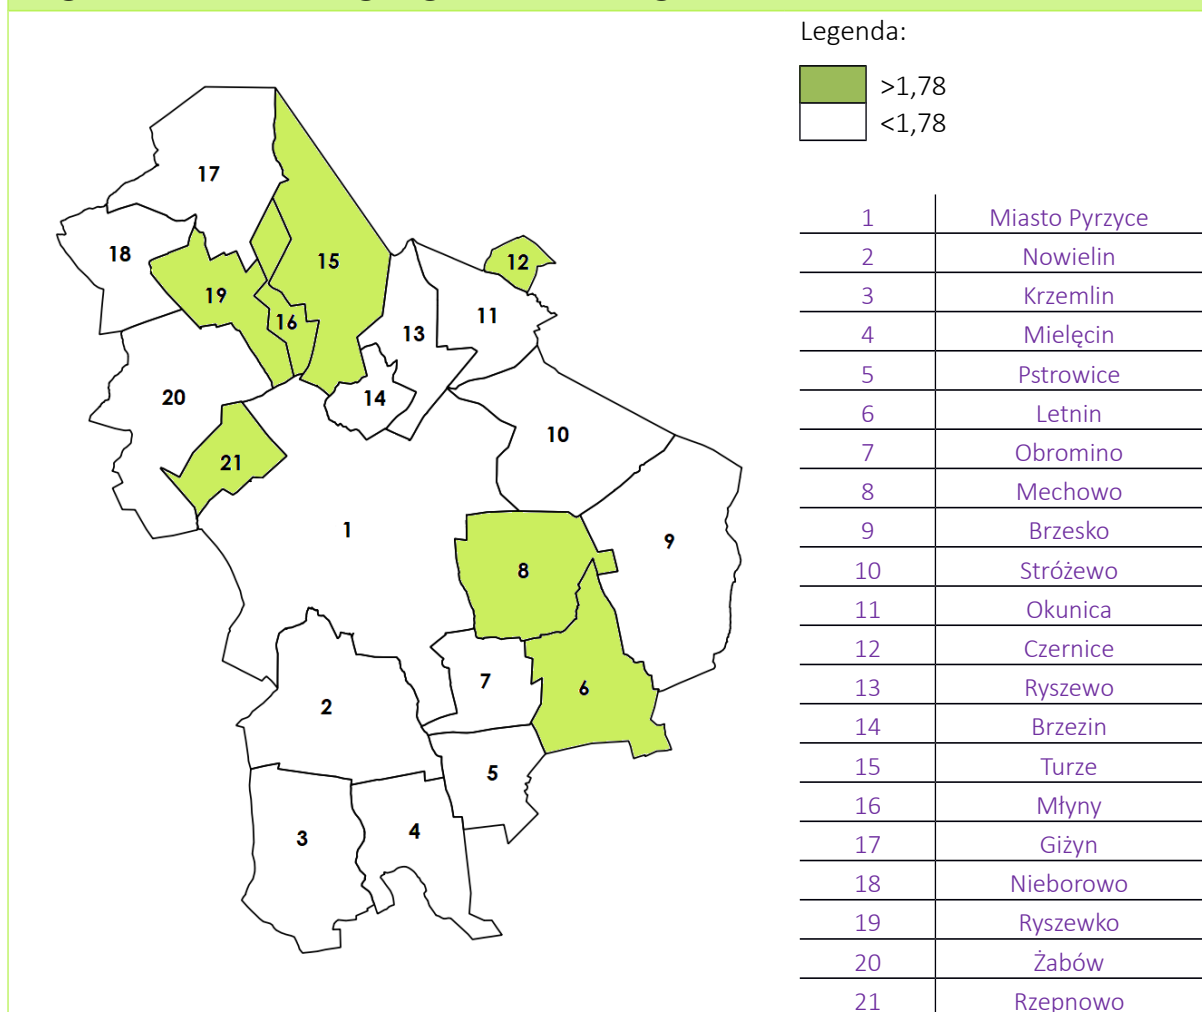 Legenda:
>1,78
<1,78
17
18
15
12
19
16
11
13
20
14
10
21
1
9
8
7
6
2
5
3
4
1 Miasto Pyrzyce
2 Nowielin
3 Krzemlin
4 Mielęcin
5 Pstrowice
6 Letnin
7 Obromino
8 Mechowo
9 Brzesko
10 Stróżewo
11 Okunica
12 Czernice
13 Ryszewo
14 Brzezin
15 Turze
16 Młyny
17 Giżyn
18 Nieborowo
19 Ryszewko
20 Żabów
21 Rzepnowo